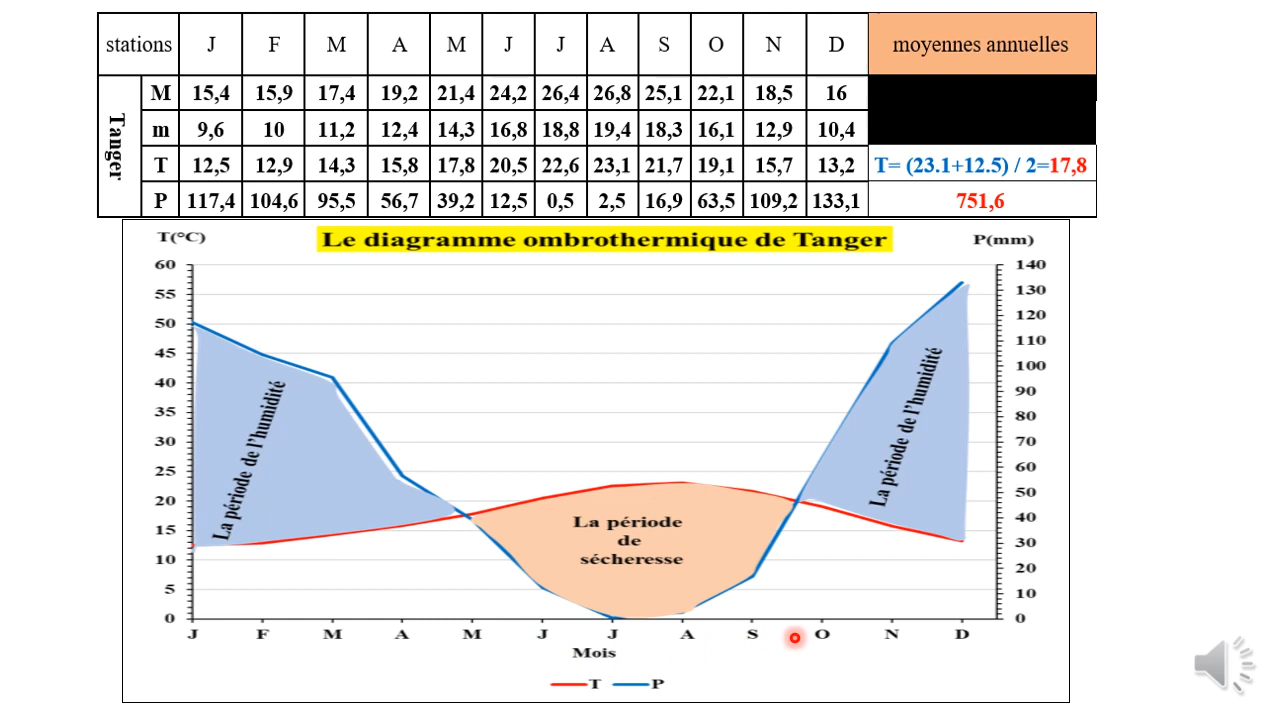 stations J F M A M J J A S O N D moyennes annuelles
Tanger
M 15,4 15,9 17,4 19,2 21,4 24,2 26,4 26,8 25,1 22,1 18,5 16
m 9,6 10 11,2 12,4 14,3 16,8 18,8 19,4 18,3 16,1 12,9 10,4
T 12,5 12,9 14,3 15,8 17,8 20,5 22,6 23,1 21,7 19,1 15,7 13,2 T= (23.1+12.5) / 2=17,8
P 117,4 104,6 95,5 56,7 39,2 12,5 0,5 2,5 16,9 63,5 109,2 133,1 751,6
T(°C) Le diagramme ombrothermique de Tanger P(mm)
60
55
50
45
40
35
30
25
20
15
10
5
0
140
130
120
110
100
90
80
70
60
50
40
30
20
10
0
La période de l'humidité
La période
de
sécheresse
La période de l'humidité
J F M A M J J A S O N D
Mois
T P